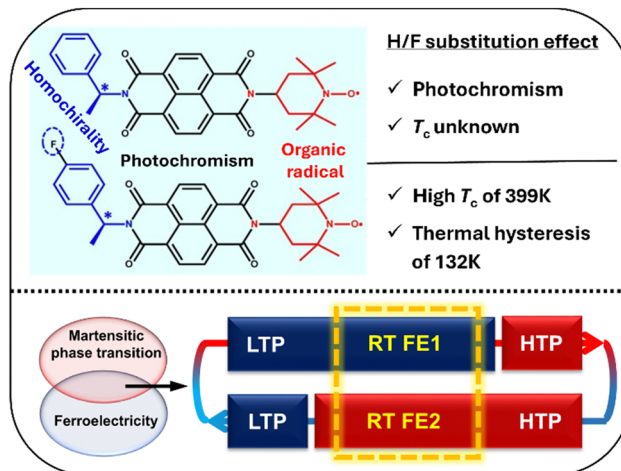 H/F substitution effect
✓ Photochromism
✓ Tc unknown
✓ High Tc of 399K
✓ Thermal hysteresis
of 132K
Homochirality
O
O
*
N
N
N–O•
O
O
F
Photochromism
Organic
radical
O
O
*
N
N
N–O•
O
O
Martensitic
phase transition
Ferroelectricity
LTP RT FE1 HTP
LTP RT FE2 HTP